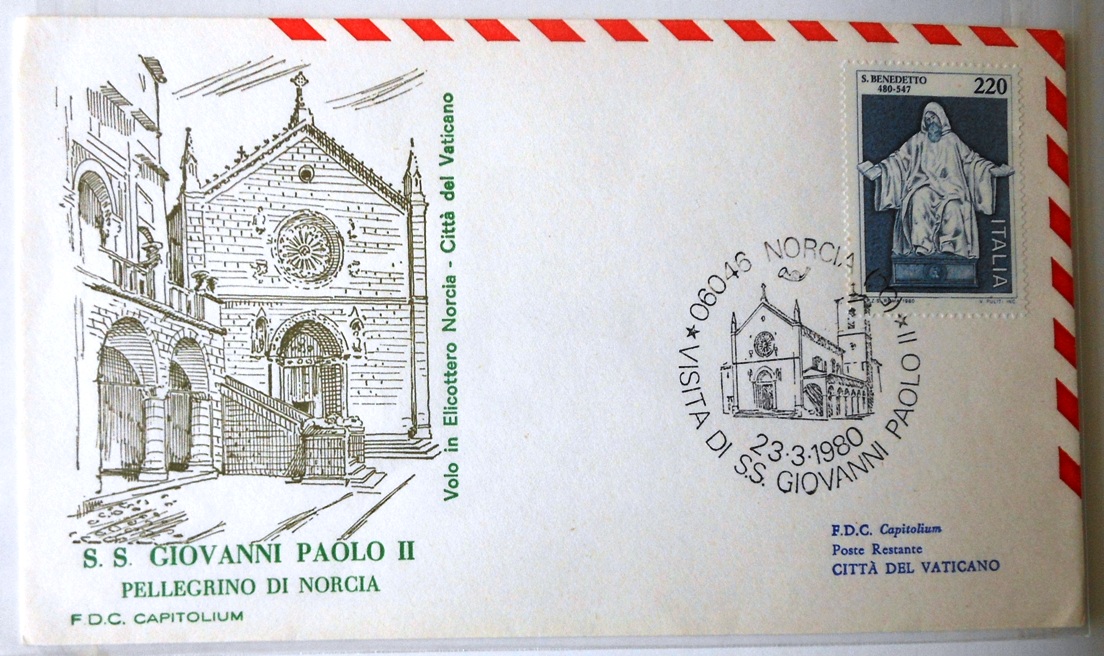 Volo in Elicottero Norcia - Città del Vaticano
S. S. GIOVANNI PAOLO II
PELLEGRINO DI NORCIA
F.D.C. CAPITOLIUM
S. BENEDETTO
480-547
220
ITALIA
★06046 NORCIA
★VISITA DI S.S. GIOVANNI PAOLO II★
23·3·1980
F.D.C. Capitolium
Poste Restante
CITTÀ DEL VATICANO